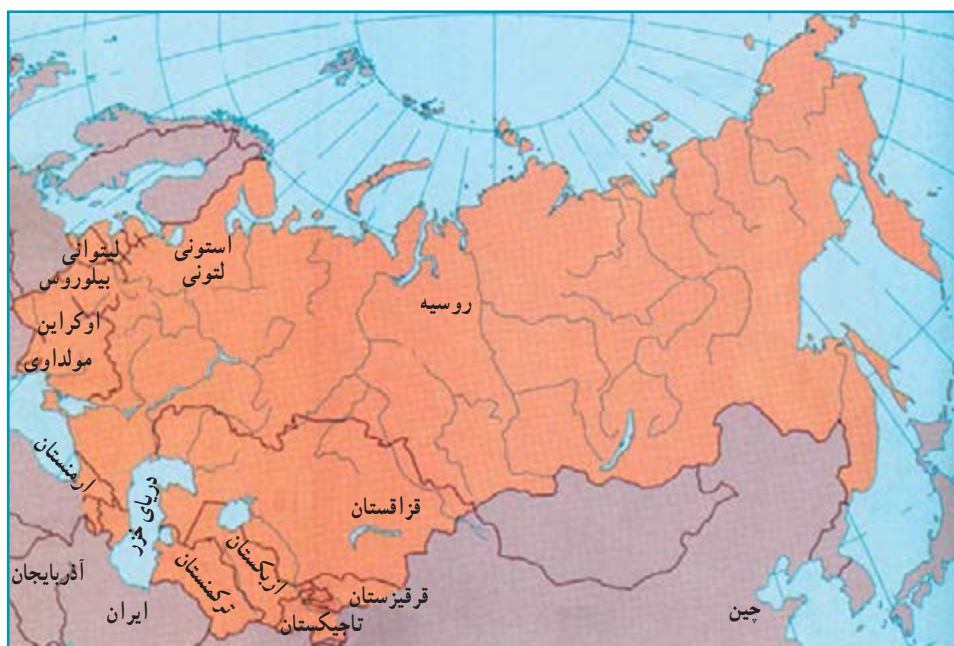 استونی
لتونی
لیتوانی
بیلوروس
روسیه
اوکراین
مولداوی
ارمنستان
دریای خزر
قزاقستان
آذربایجان
ایران
ترکمنستان
ازبکستان
قرقیزستان
تاجیکستان
چین